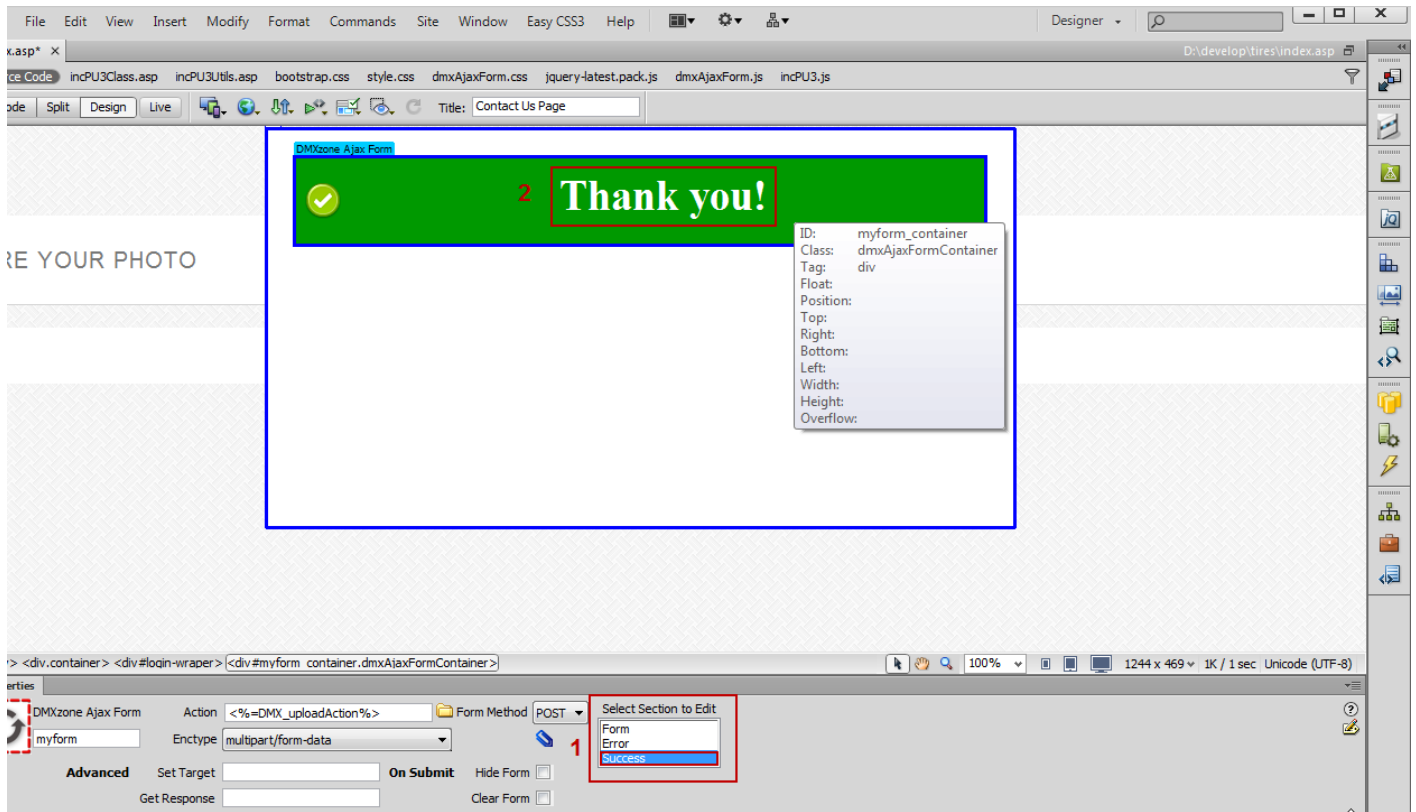 File Edit View Insert Modify Format Commands Site Window Easy CSS3 Help Designer
x.asp* D:\develop\tires\index.asp
rce Code incPU3Class.asp incPU3Utils.asp bootstrap.css style.css dmxAjaxForm.css jquery-latest.pack.js dmxAjaxForm.js incPU3.js
ode Split Design Live Title: Contact Us Page
DMXzone Ajax Form
2 Thank you!
RE YOUR PHOTO
ID: myform_container
Class: dmxAjaxFormContainer
Tag: div
Float:
Position:
Top:
Right:
Bottom:
Left:
Width:
Height:
Overflow:
> <div.container> <div#login-wraper> <div#myform_container.dmxAjaxFormContainer> 100% 1244 x 469 1K / 1 sec Unicode (UTF-8)
erties
DMXzone Ajax Form Action <%=DMX_uploadAction%> Form Method POST Select Section to Edit
myform Enctype multipart/form-data 1 Form
Error
Success
Advanced Set Target On Submit Hide Form
Get Response Clear Form